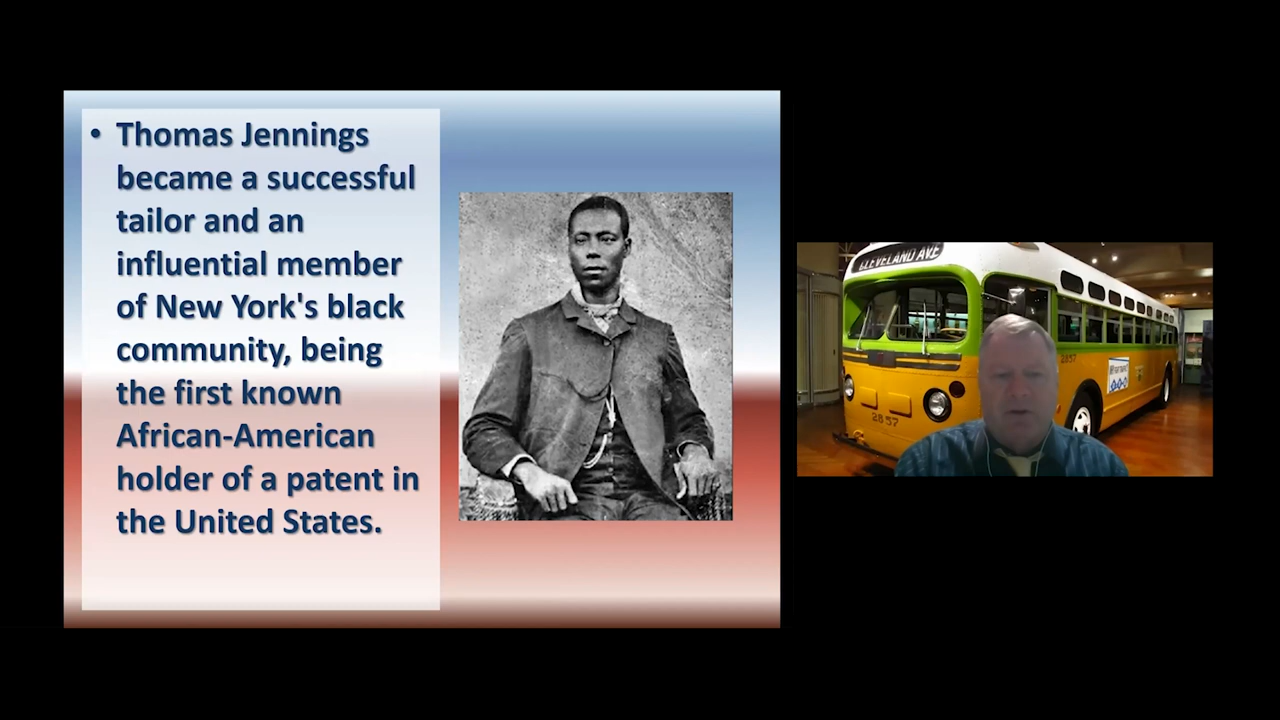 • Thomas Jennings
became a successful
tailor and an
influential member
of New York's black
community, being
the first known
African-American
holder of a patent in
the United States.
CLEVELAND AVE
2857
2857